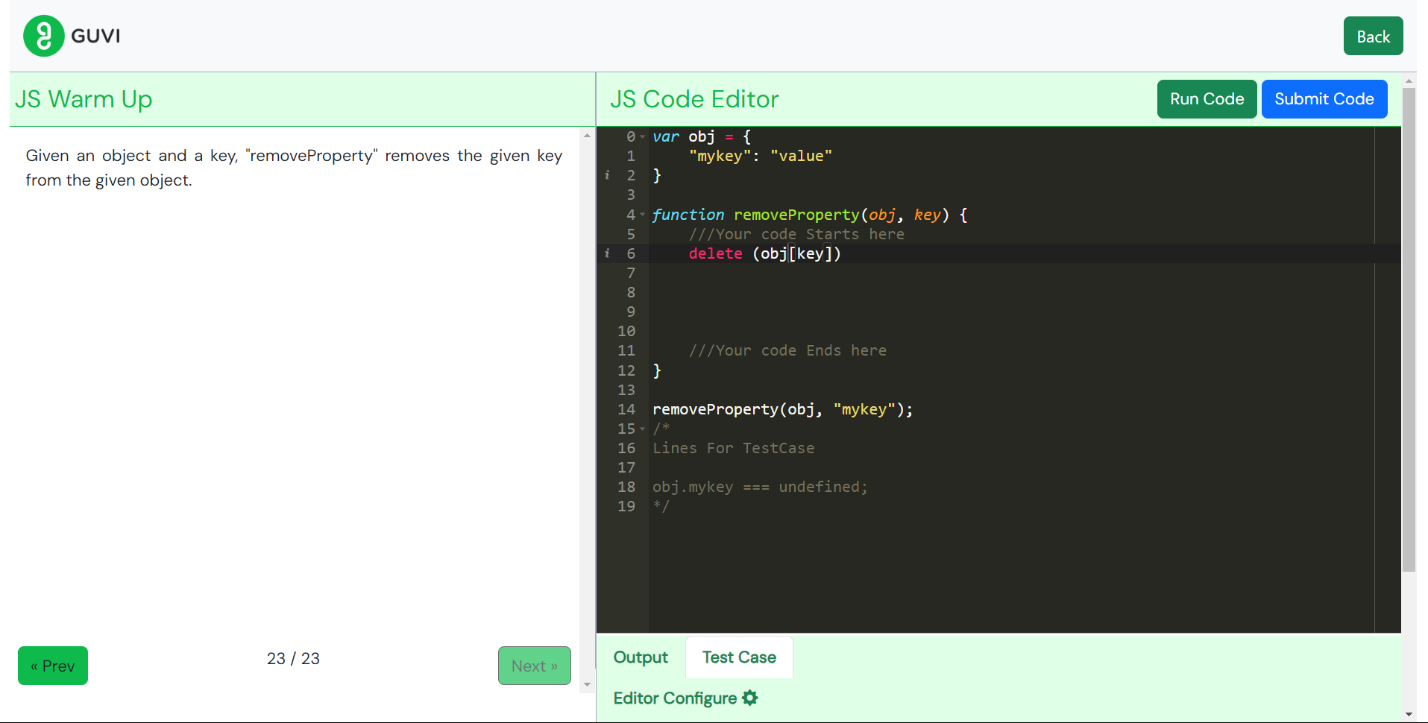 GUVI
Back
JS Warm Up
Given an object and a key, "removeProperty" removes the given key
from the given object.
« Prev
23 / 23
Next »
JS Code Editor
Run Code
Submit Code
0 var obj = {
1     "mykey": "value"
i 2 }
3
4 function removeProperty(obj, key) {
5     ///Your code Starts here
i 6     delete (obj[key])
7
8
9
10
11     ///Your code Ends here
12 }
13
14 removeProperty(obj, "mykey");
15 /*
16 Lines For TestCase
17
18 obj.mykey === undefined;
19 */
Output
Test Case
Editor Configure